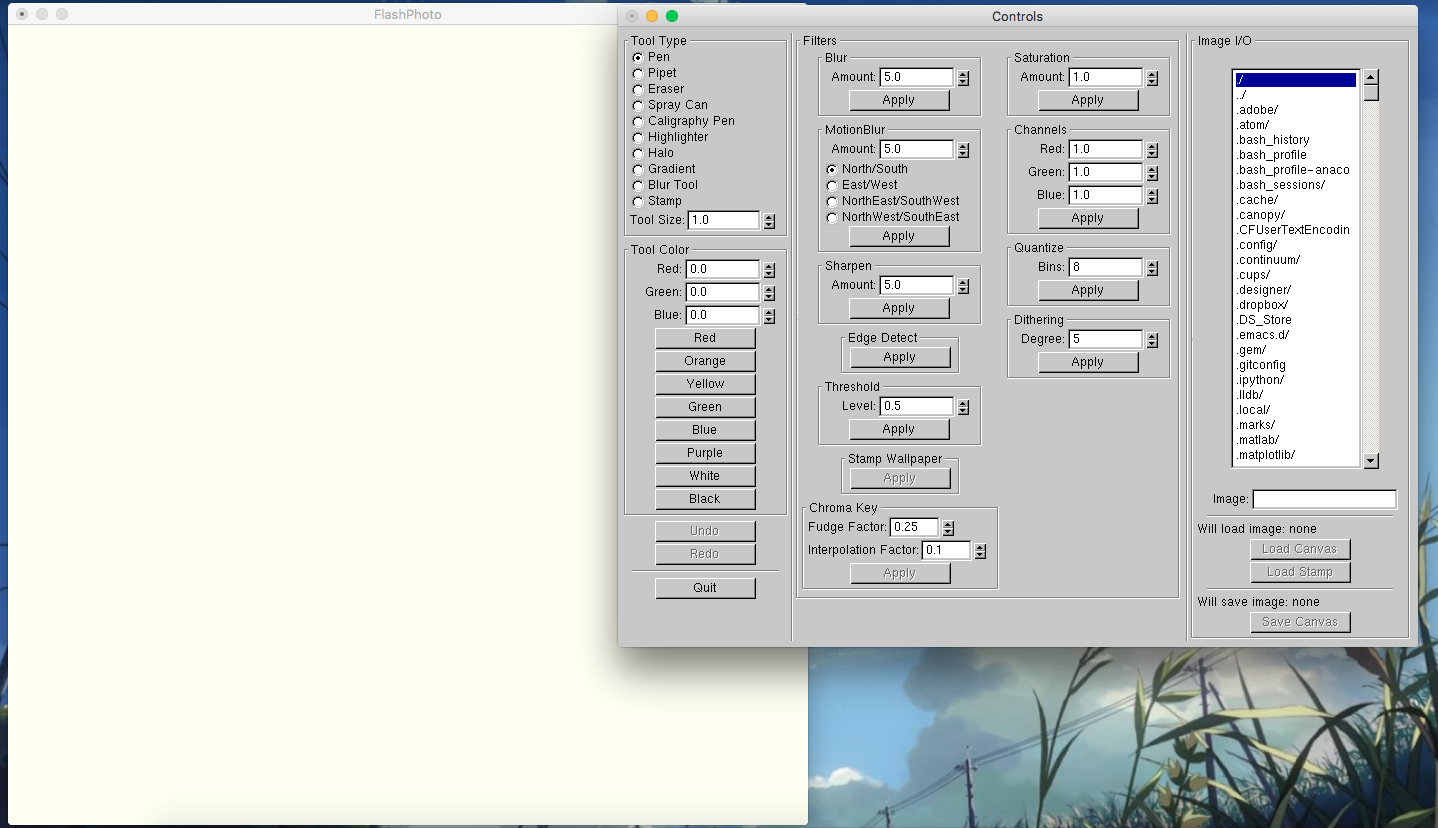 FlashPhoto
Controls
Tool Type
Pen
Pipet
Eraser
Spray Can
Caligraphy Pen
Highlighter
Halo
Gradient
Blur Tool
Stamp
Tool Size: 1.0
Tool Color
Red: 0.0
Green: 0.0
Blue: 0.0
Red
Orange
Yellow
Green
Blue
Purple
White
Black
Undo
Redo
Quit
Filters
Blur
Amount: 5.0
Apply
MotionBlur
Amount: 5.0
North/South
East/West
NorthEast/SouthWest
NorthWest/SouthEast
Apply
Sharpen
Amount: 5.0
Apply
Edge Detect
Apply
Threshold
Level: 0.5
Apply
Stamp Wallpaper
Apply
Chroma Key
Fudge Factor: 0.25
Interpolation Factor: 0.1
Apply
Saturation
Amount: 1.0
Apply
Channels
Red: 1.0
Green: 1.0
Blue: 1.0
Apply
Quantize
Bins: 8
Apply
Dithering
Degree: 5
Apply
Image I/O
./
../
.adobe/
.atom/
.bash_history
.bash_profile
.bash_profile-anaco
.bash_sessions/
.cache/
.canopy/
.CFUserTextEncodin
.config/
.continuum/
.cups/
.designer/
.dropbox/
.DS_Store
.emacs.d/
.gem/
.gitconfig
.ipython/
.lldb/
.local/
.marks/
.matlab/
.matplotlib/
Image:
Will load image: none
Load Canvas
Load Stamp
Will save image: none
Save Canvas